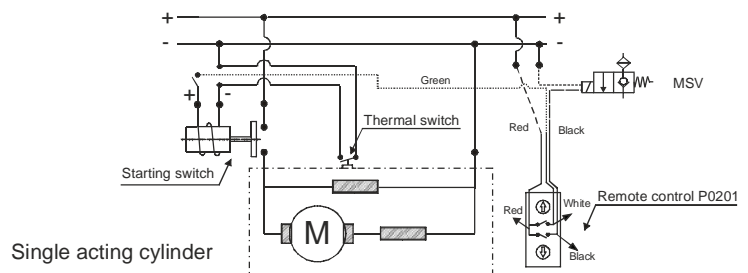 + +
- -
Green
MSV
+ -
Thermal switch
Red
Black
Starting switch
Remote control P0201
White
Red
M
Black
Single acting cylinder